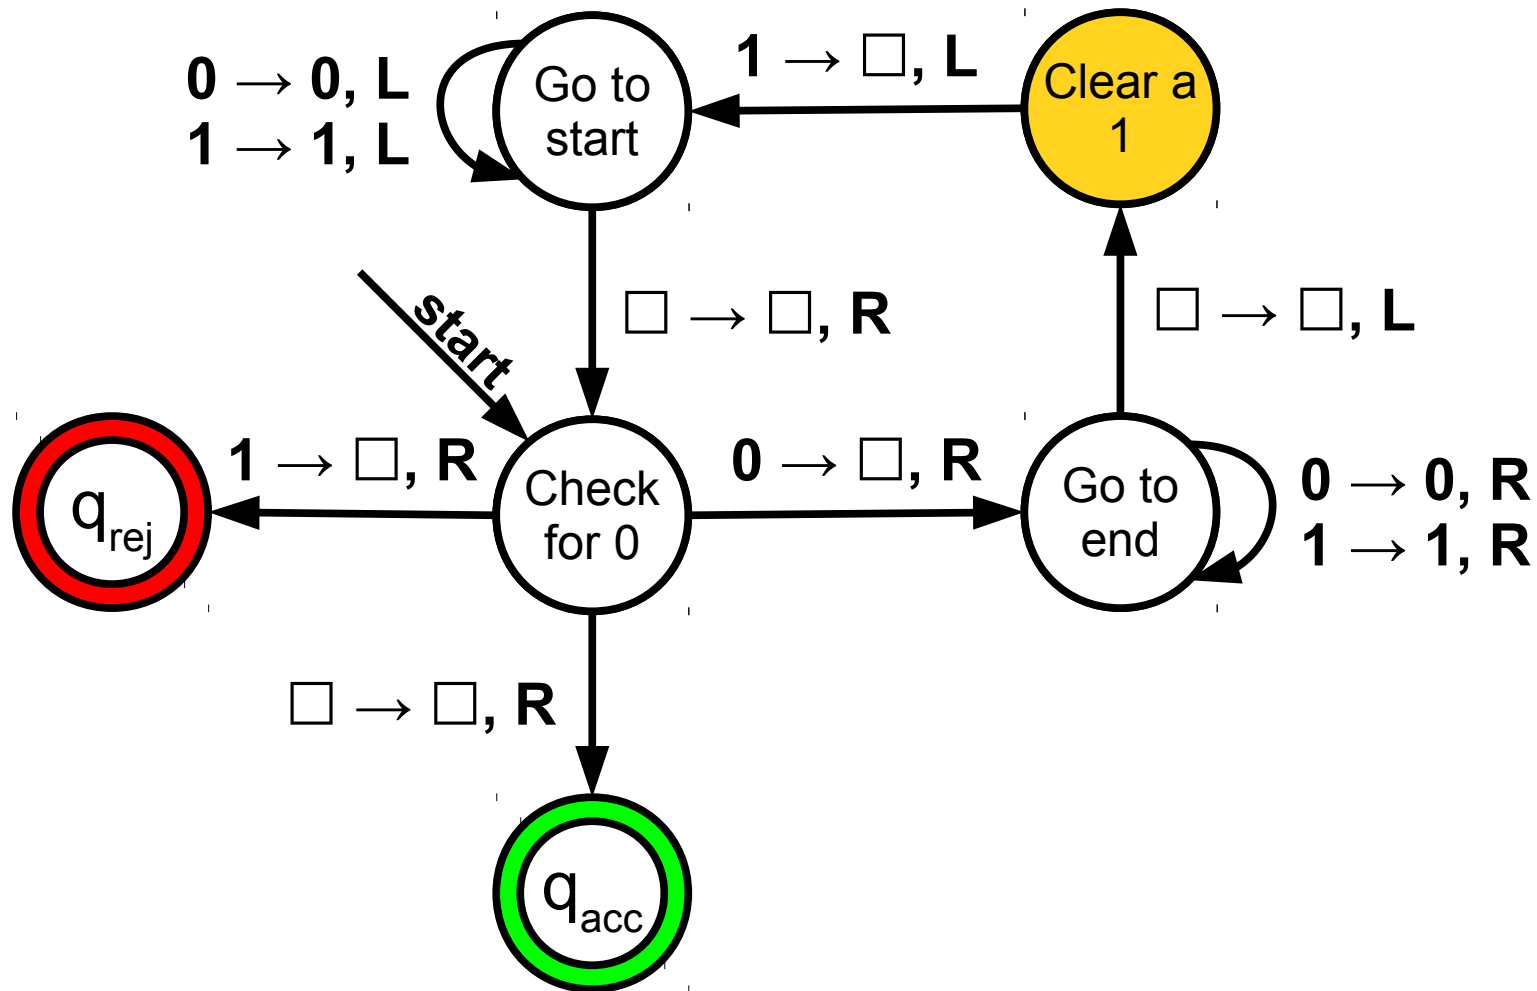 0 → 0, L
1 → 1, L
Go to
start
1 → □, L
Clear a
1
start
□ → □, R
□ → □, L
q_rej
1 → □, R
Check
for 0
0 → □, R
Go to
end
0 → 0, R
1 → 1, R
□ → □, R
q_acc